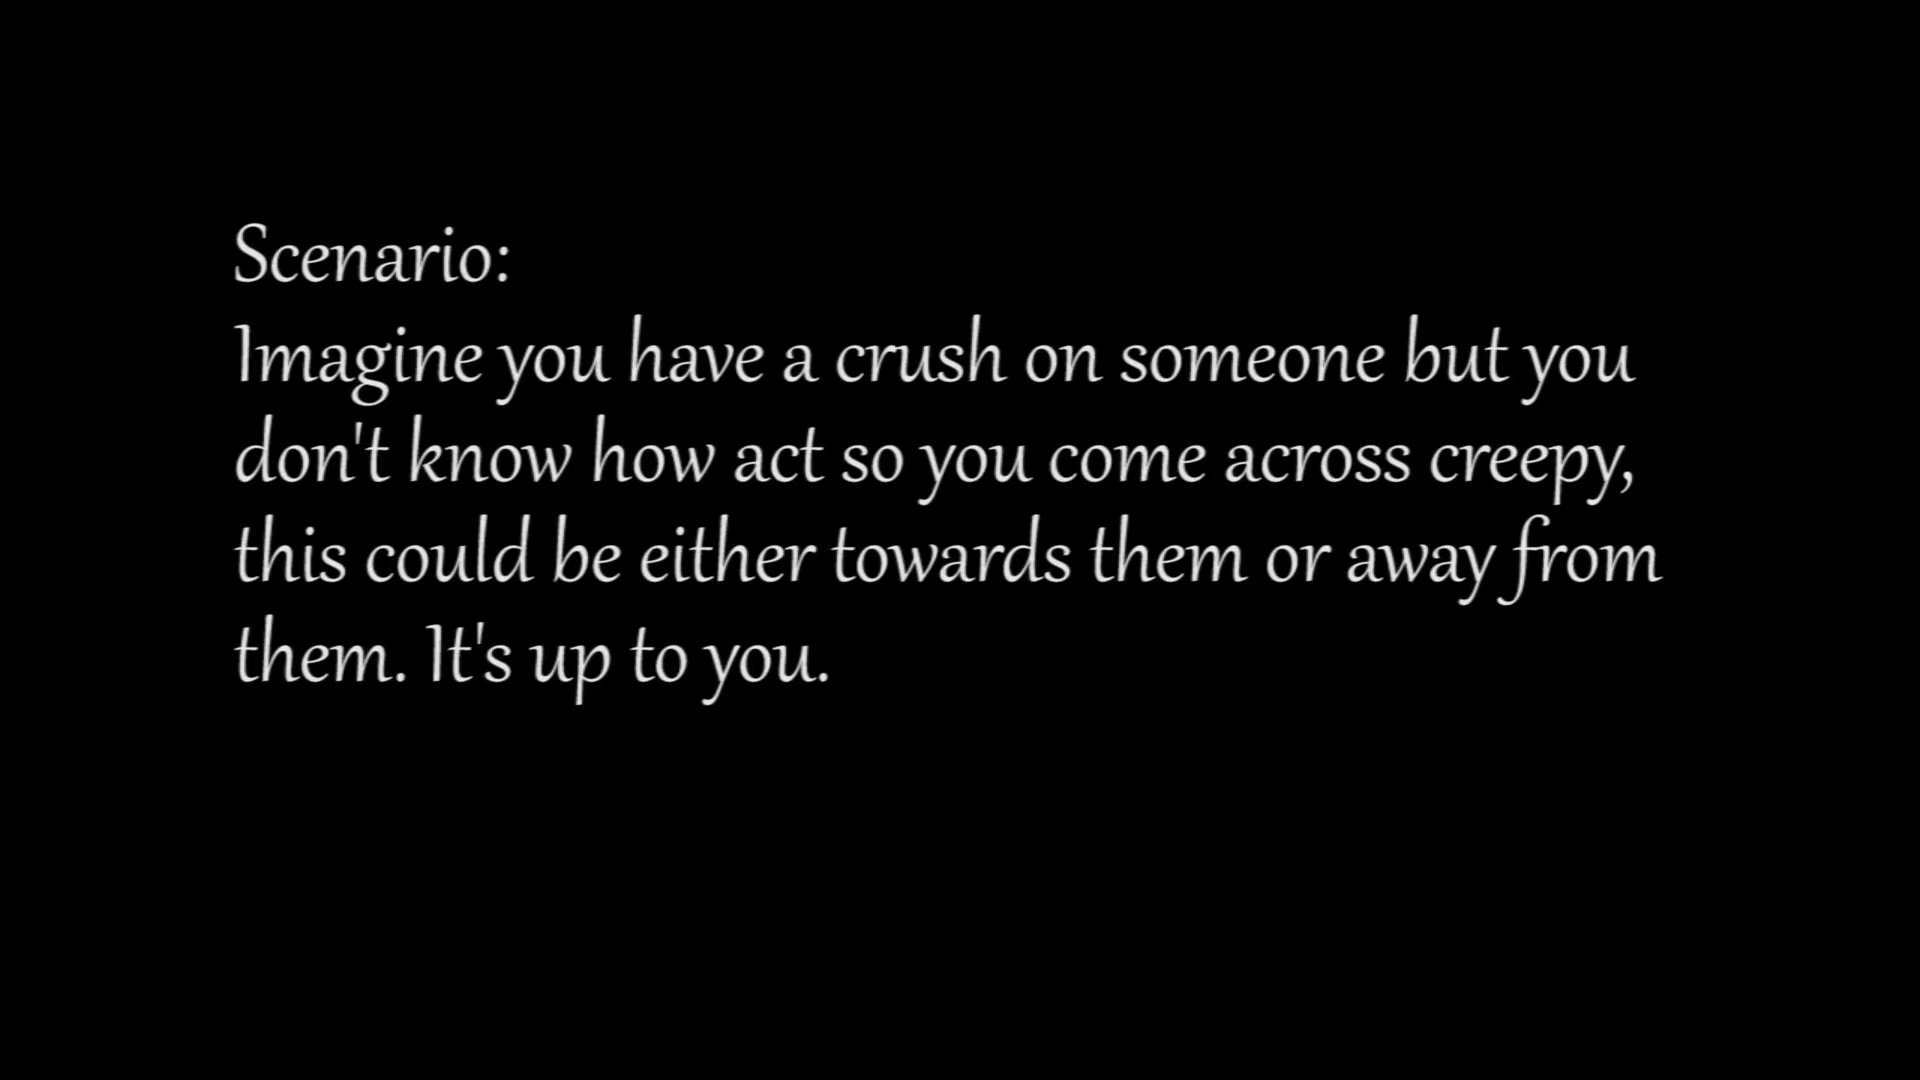 Scenario:
Imagine you have a crush on someone but you
don't know how act so you come across creepy,
this could be either towards them or away from
them. It's up to you.